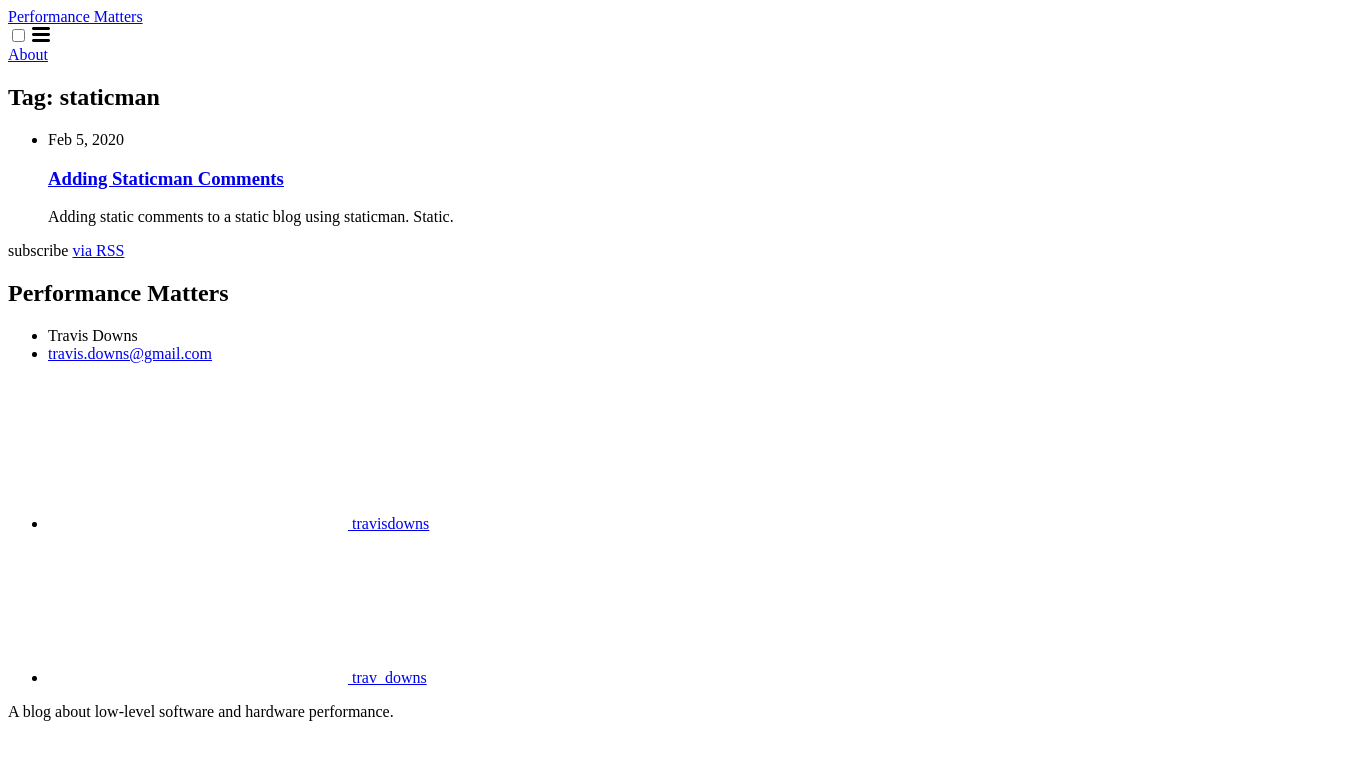 Performance Matters
About
Tag: staticman
Feb 5, 2020
Adding Staticman Comments
Adding static comments to a static blog using staticman. Static.
subscribe via RSS
Performance Matters
Travis Downs
travis.downs@gmail.com
travisdowns
trav_downs
A blog about low-level software and hardware performance.